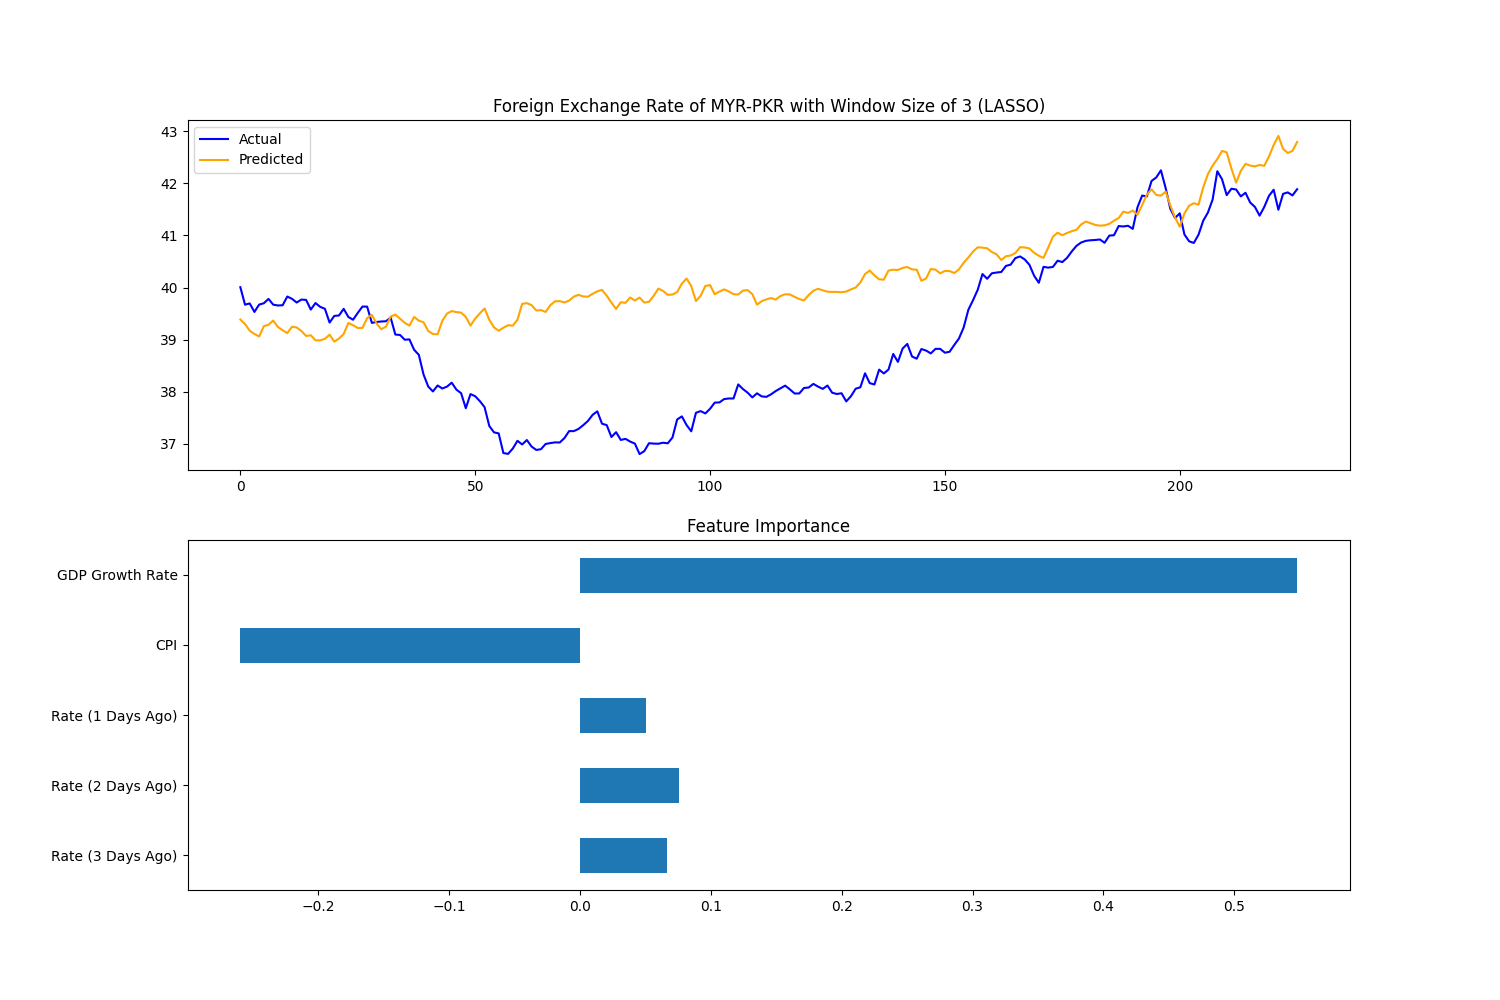 Foreign Exchange Rate of MYR-PKR with Window Size of 3 (LASSO)
Actual
Predicted
43
42
41
40
39
38
37
0 50 100 150 200
Feature Importance
GDP Growth Rate
CPI
Rate (1 Days Ago)
Rate (2 Days Ago)
Rate (3 Days Ago)
−0.2 −0.1 0.0 0.1 0.2 0.3 0.4 0.5